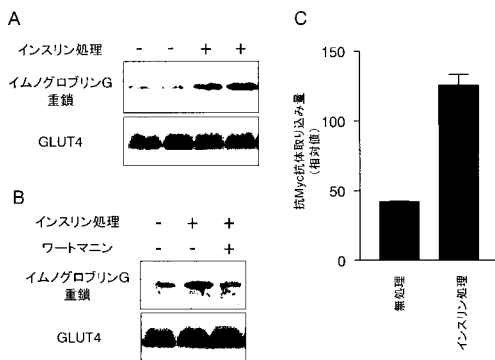 A
インスリン処理 - - + +
イムノグロブリンG
重鎖
GLUT4
B
インスリン処理 - + +
ワートマニン - - +
イムノグロブリンG
重鎖
GLUT4
C
抗Myc抗体取り込み量
(相対値)
150
100
50
0
無処理
インスリン処理